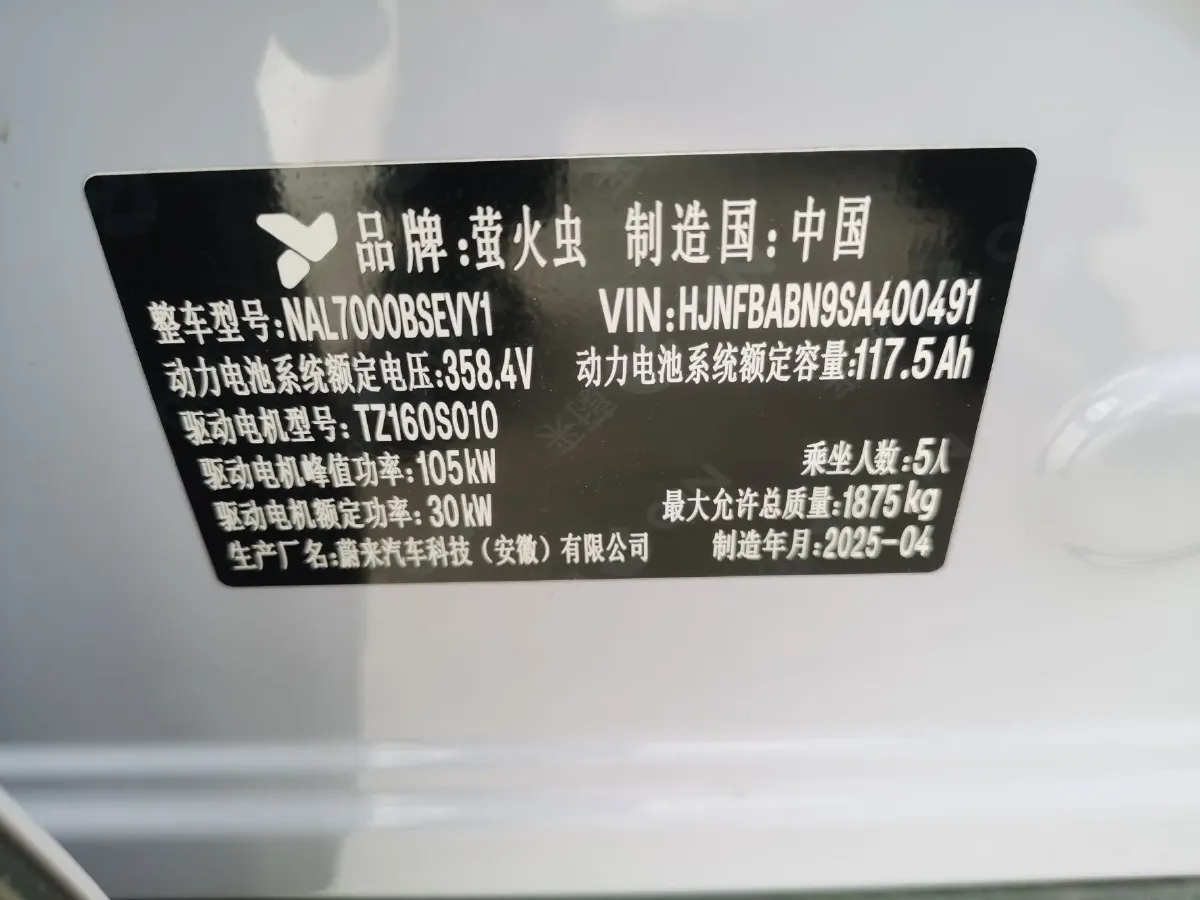 品牌:萤火虫 制造国:中国
整车型号:NAL7000BSEVY1 VIN:HJNFBABN9SA400491
动力电池系统额定电压:358.4V 动力电池系统额定容量:117.5Ah
驱动电机型号:TZ160S010
驱动电机峰值功率:105kW 乘坐人数:5人
驱动电机额定功率:30kW 最大允许总质量:1875kg
生产厂名:蔚来汽车科技(安徽)有限公司 制造年月:2025-04